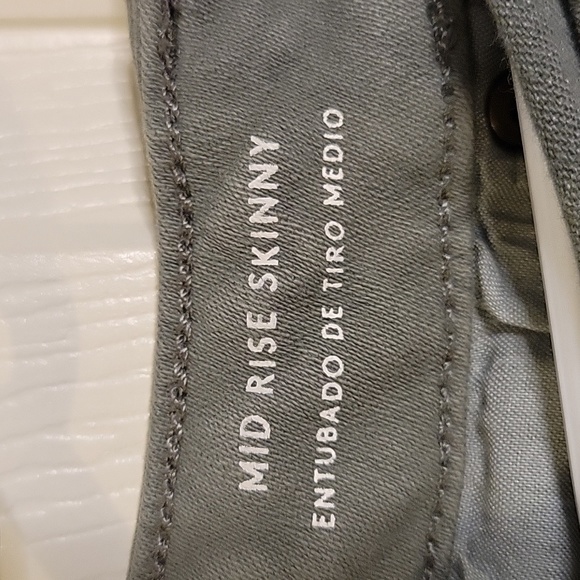 MID RISE SKINNY
ENTUBADO DE TIRO MEDIO